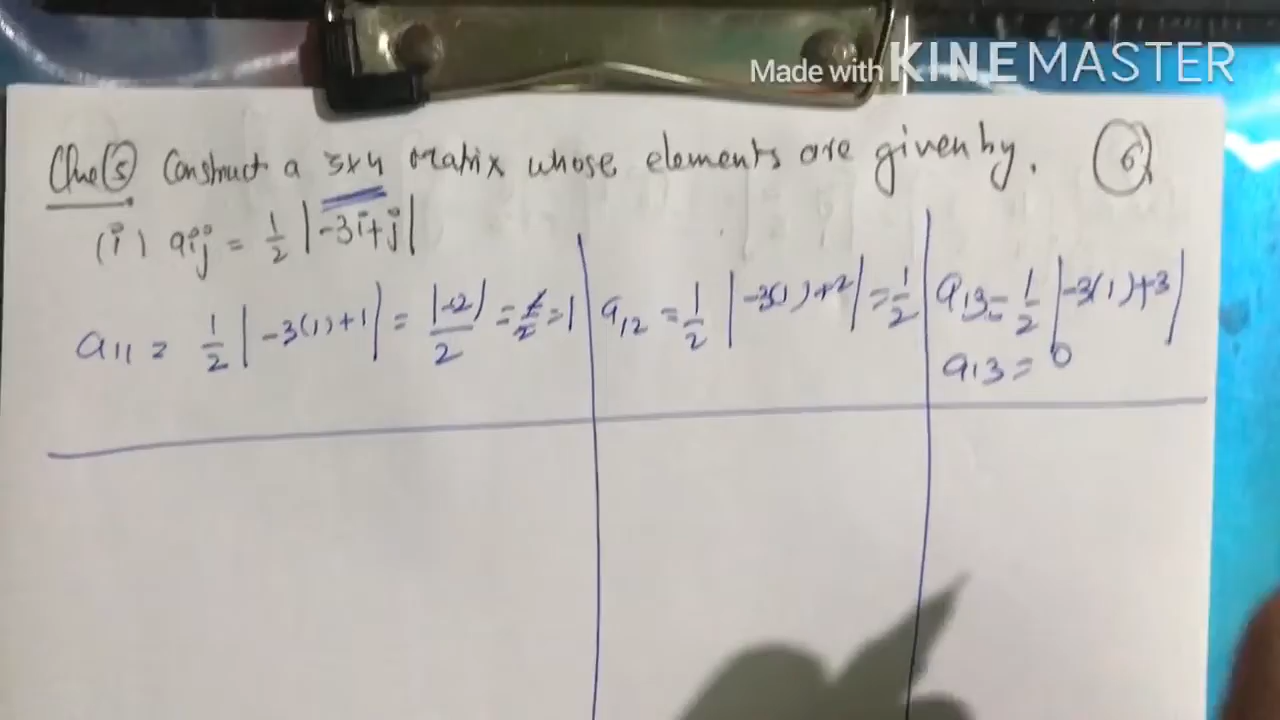 Made with KINEMASTER
Que(5) Construct a 3x4 matrix whose elements are given by. (6)
(i) aij = 1/2 |-3i+j|
a11 = 1/2 |-3(1)+1| = |-2|/2 = 2/2 = 1
a12 = 1/2 |-3(1)+2| = 1/2
a13 = 1/2 |-3(1)+3|
a13 = 0